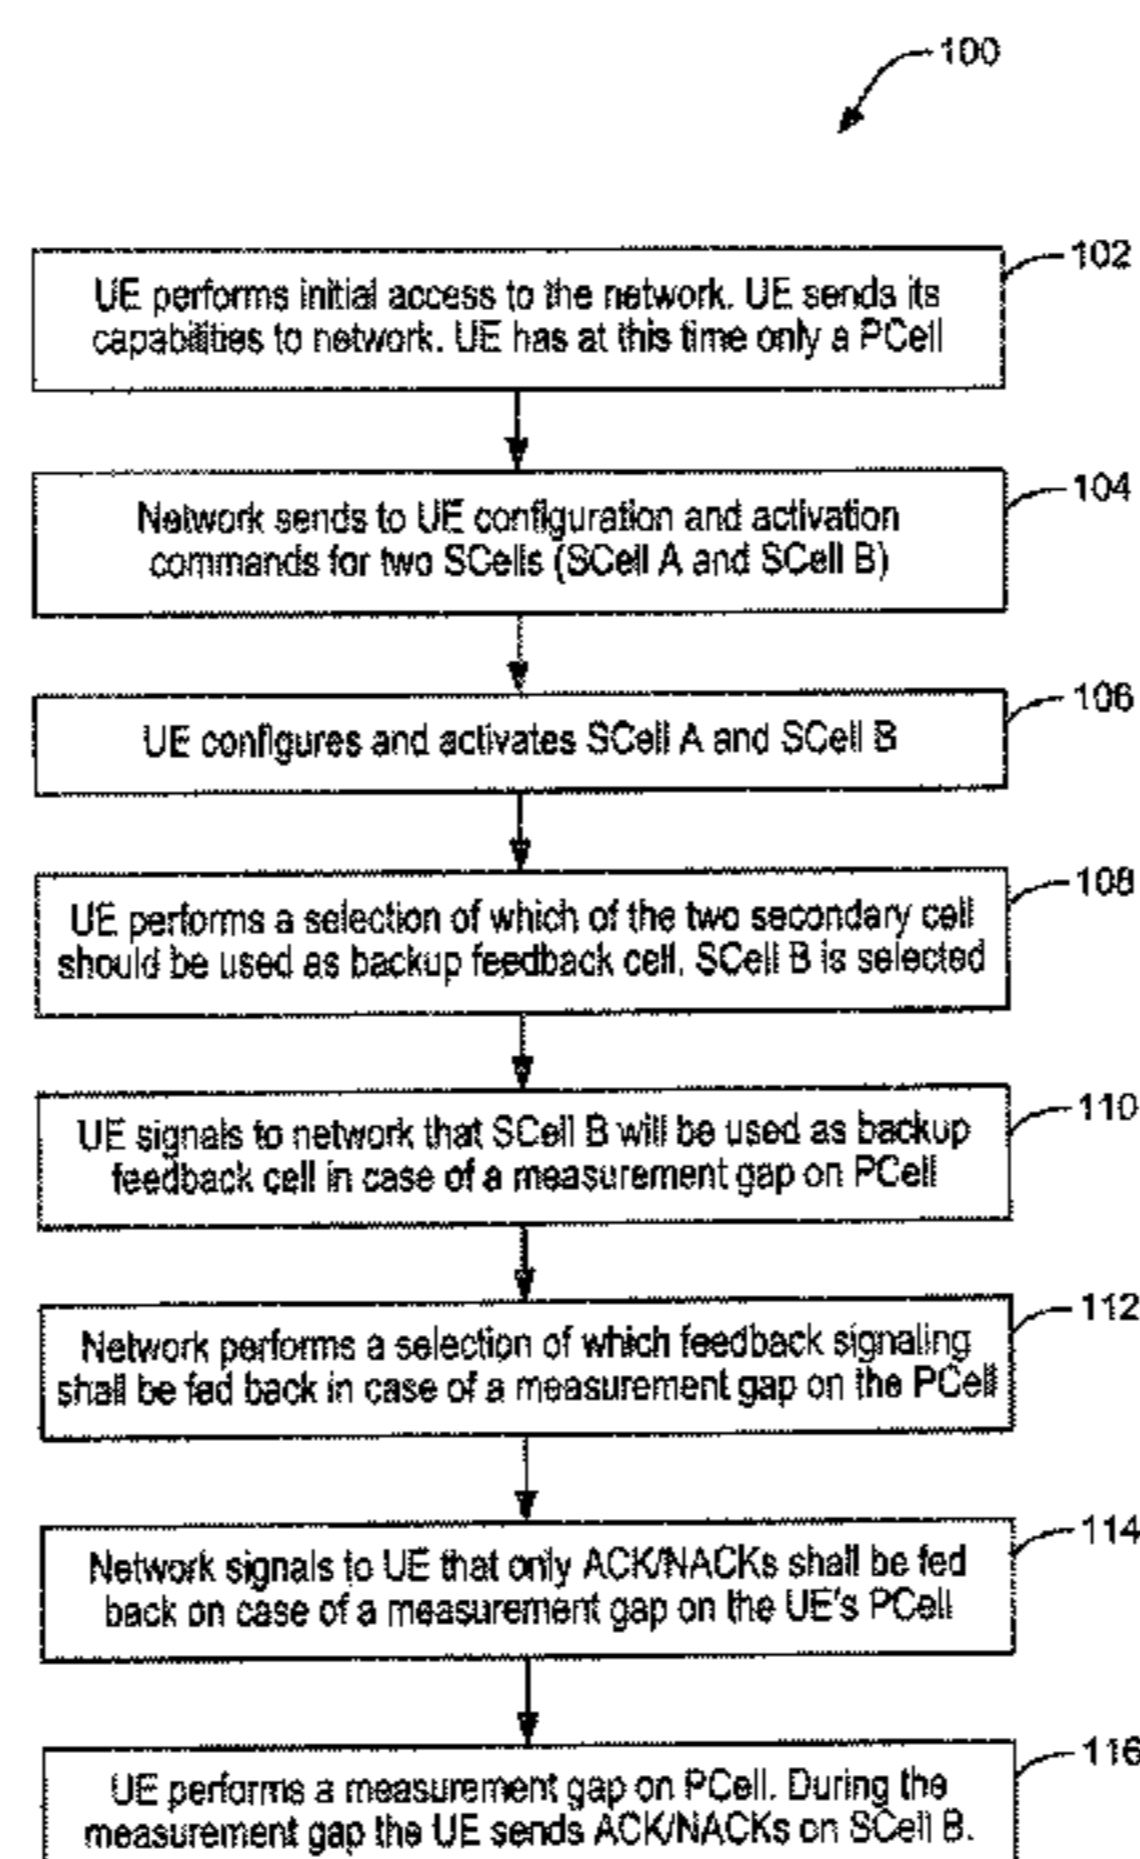 100
102
UE performs initial access to the network. UE sends its
capabilities to network. UE has at this time only a PCell
104
Network sends to UE configuration and activation
commands for two SCells (SCell A and SCell B)
106
UE configures and activates SCell A and SCell B
108
UE performs a selection of which of the two secondary cell
should be used as backup feedback cell. SCell B is selected
110
UE signals to network that SCell B will be used as backup
feedback cell in case of a measurement gap on PCell
112
Network performs a selection of which feedback signaling
shall be fed back in case of a measurement gap on the PCell
114
Network signals to UE that only ACK/NACKs shall be fed
back on case of a measurement gap on the UE's PCell
116
UE performs a measurement gap on PCell. During the
measurement gap the UE sends ACK/NACKs on SCell B.